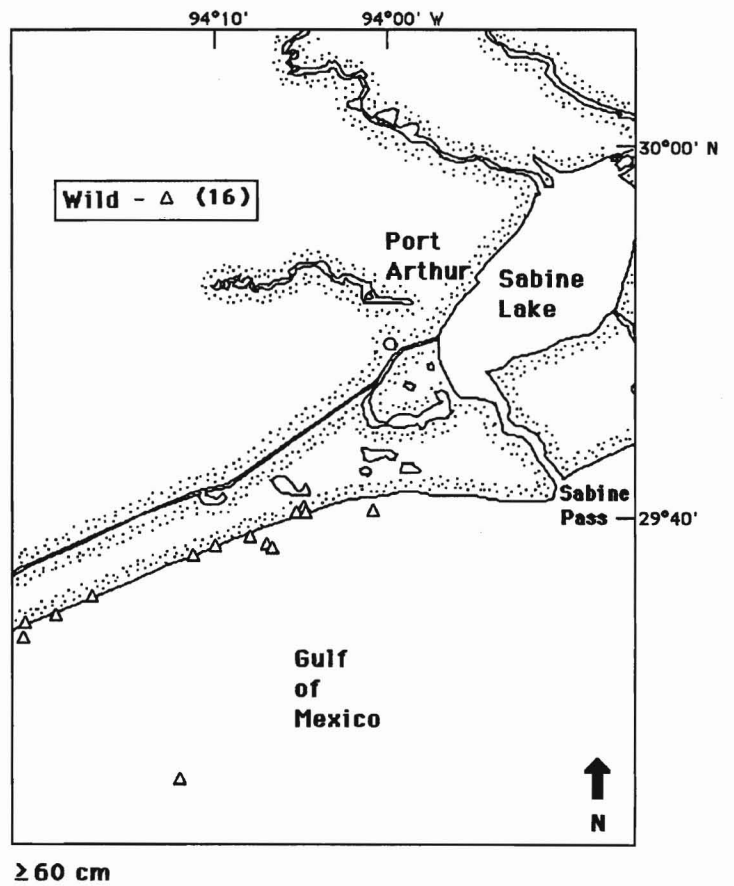 94°10' 94°00' W
30°00' N
Wild - △ (16)
Port
Arthur
Sabine
Lake
Sabine
Pass
29°40'
Gulf
of
Mexico
N
≥60 cm